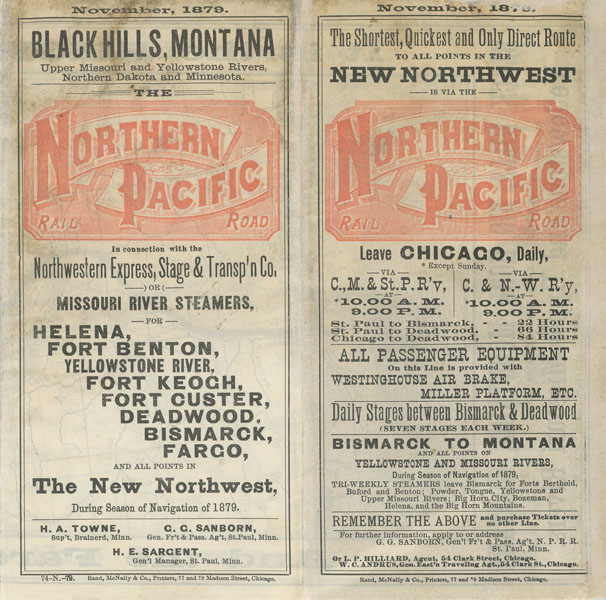 November, 1879.
BLACK HILLS, MONTANA
Upper Missouri and Yellowstone Rivers,
Northern Dakota and Minnesota.
THE
NORTHERN
PACIFIC
RAIL ROAD
In connection with the
Northwestern Express, Stage & Transp'n Co.
OR
MISSOURI RIVER STEAMERS,
FOR
HELENA,
FORT BENTON,
YELLOWSTONE RIVER,
FORT KEOGH,
FORT CUSTER,
DEADWOOD,
BISMARCK,
FARGO,
AND ALL POINTS IN
The New Northwest,
During Season of Navigation of 1879.
H. A. TOWNE,
Sup't, Brainerd, Minn.
G. G. SANBORN,
Gen. Fr't & Pass. Ag't, St. Paul, Minn.
H. E. SARGENT,
Gen'l Manager, St. Paul, Minn.
74-N.-79.
Rand, McNally & Co., Printers, 77 and 79 Madison Street, Chicago.
November, 1879.
The Shortest, Quickest and Only Direct Route
TO ALL POINTS IN THE
NEW NORTHWEST
IS VIA THE
NORTHERN
PACIFIC
RAIL ROAD
Leave CHICAGO, Daily,
* Except Sunday.
VIA
C., M. & St. P. R'y,
AT
*10.00 A. M.
9.00 P. M.
VIA
C. & N.-W. R'y,
AT
*10.00 A. M.
9.00 P. M.
St. Paul to Bismarck, - - 22 Hours
St. Paul to Deadwood, - - 66 Hours
Chicago to Deadwood, - - 84 Hours
ALL PASSENGER EQUIPMENT
On this Line is provided with
WESTINGHOUSE AIR BRAKE,
MILLER PLATFORM, ETC.
Daily Stages between Bismarck & Deadwood
(SEVEN STAGES EACH WEEK.)
BISMARCK TO MONTANA
AND ALL POINTS ON
YELLOWSTONE AND MISSOURI RIVERS,
During Season of Navigation of 1879,
TRI-WEEKLY STEAMERS leave Bismarck for Forts Berthold,
Buford and Benton; Powder, Tongue, Yellowstone and
Upper Missouri Rivers; Big Horn City, Bozeman,
Helena, and the Big Horn Mountains.
REMEMBER THE ABOVE and purchase Tickets over
no other Line.
For further information, apply to or address
G. G. SANBORN, Gen'l Fr't & Pass. Ag't, N. P. R. R.
St. Paul, Minn.
Or L. P. HILLIARD, Agent, 54 Clark Street, Chicago.
W. C. ANDRUS, Gen. East'n Traveling Agt., 54 Clark St., Chicago.
Rand, McNally & Co., Printers, 77 and 79 Madison Street, Chicago.